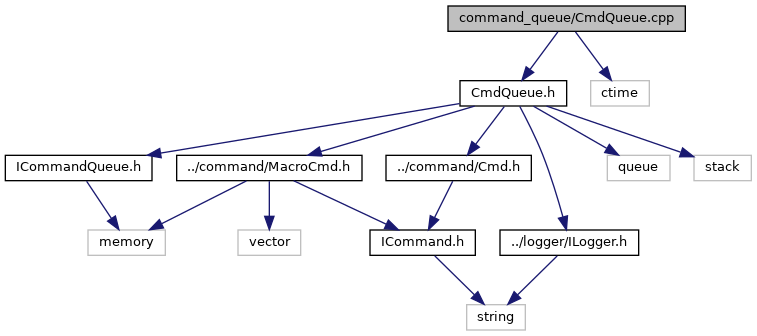 command_queue/CmdQueue.cpp
CmdQueue.h
ctime
ICommandQueue.h
../command/MacroCmd.h
../command/Cmd.h
queue
stack
memory
vector
ICommand.h
../logger/ILogger.h
string